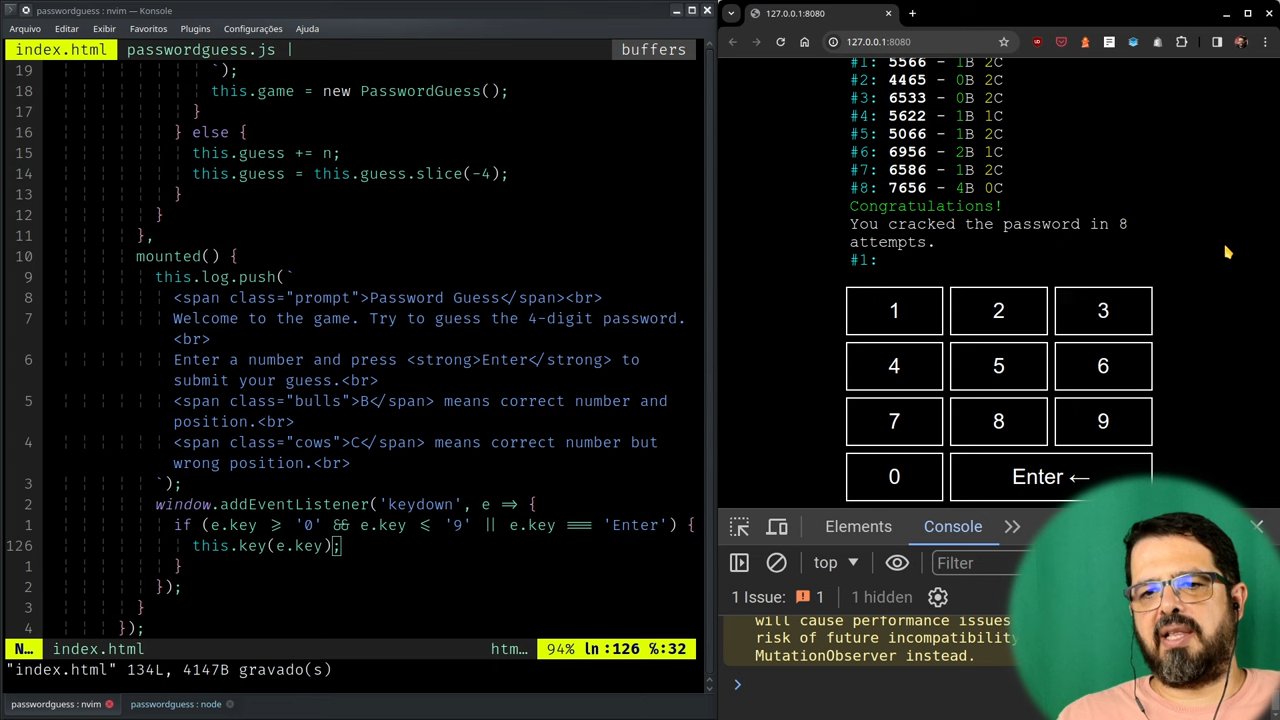 passwordguess : nvim — Konsole
Arquivo Editar Exibir Favoritos Plugins Configurações Ajuda
index.html passwordguess.js | buffers
19 `);
18 this.game = new PasswordGuess();
17 }
16 } else {
15 this.guess += n;
14 this.guess = this.guess.slice(-4);
13 }
12 }
11 },
10 mounted() {
9 this.log.push(`
8 <span class="prompt">Password Guess</span><br>
7 Welcome to the game. Try to guess the 4-digit password.
<br>
6 Enter a number and press <strong>Enter</strong> to
submit your guess.<br>
5 <span class="bulls">B</span> means correct number and
position.<br>
4 <span class="cows">C</span> means correct number but
wrong position.<br>
3 `);
2 window.addEventListener('keydown', e => {
1 if (e.key >= '0' && e.key <= '9' || e.key === 'Enter') {
126 this.key(e.key);
1 }
2 });
3 }
4 });
N… index.html htm… 94% ln:126 %:32
"index.html" 134L, 4147B gravado(s)
passwordguess : nvim passwordguess : node
127.0.0.1:8080
127.0.0.1:8080
#1: 5566 - 1B 2C
#2: 4465 - 0B 2C
#3: 6533 - 0B 2C
#4: 5622 - 1B 1C
#5: 5066 - 1B 2C
#6: 6956 - 2B 1C
#7: 6586 - 1B 2C
#8: 7656 - 4B 0C
Congratulations!
You cracked the password in 8
attempts.
#1:
1 2 3
4 5 6
7 8 9
0 Enter ←
Elements Console
top Filter
1 Issue: 1 1 hidden
will cause performance issues
risk of future incompatibility
MutationObserver instead.